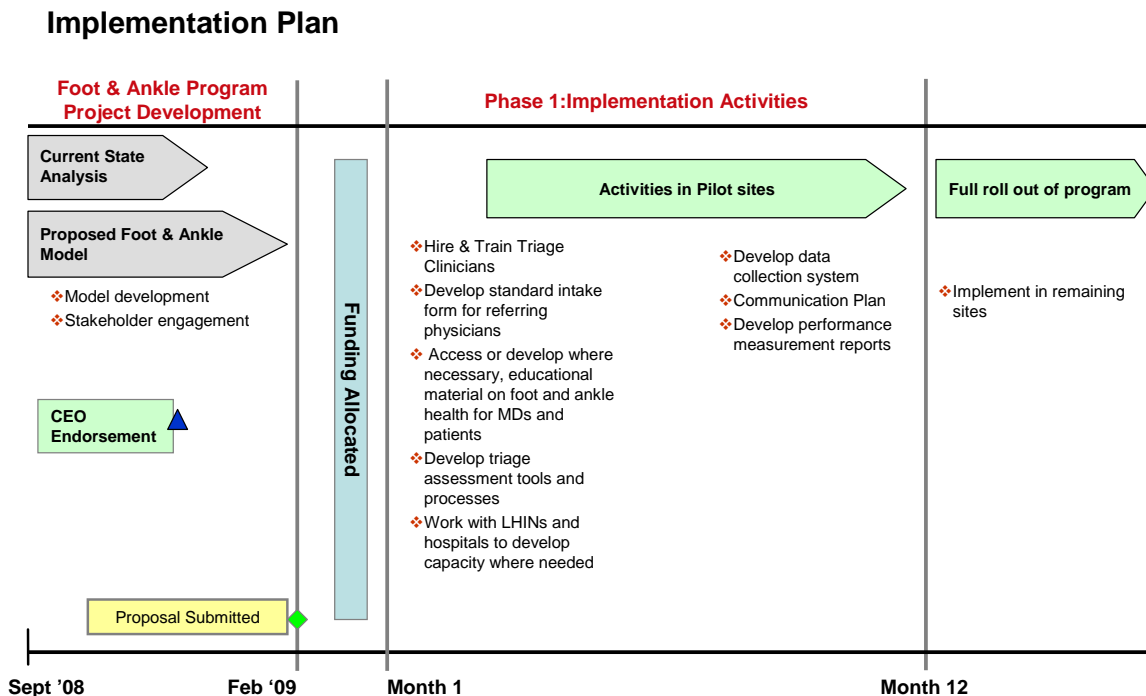 Implementation Plan
Foot & Ankle Program
Project Development
Phase 1:Implementation Activities
Current State
Analysis
Proposed Foot & Ankle
Model
Model development
Stakeholder engagement
CEO
Endorsement
Proposal Submitted
Funding Allocated
Activities in Pilot sites
Hire & Train Triage
Clinicians
Develop standard intake
form for referring
physicians
Access or develop where
necessary, educational
material on foot and ankle
health for MDs and
patients
Develop triage
assessment tools and
processes
Work with LHINs and
hospitals to develop
capacity where needed
Develop data
collection system
Communication Plan
Develop performance
measurement reports
Full roll out of program
Implement in remaining
sites
Sept '08
Feb '09
Month 1
Month 12